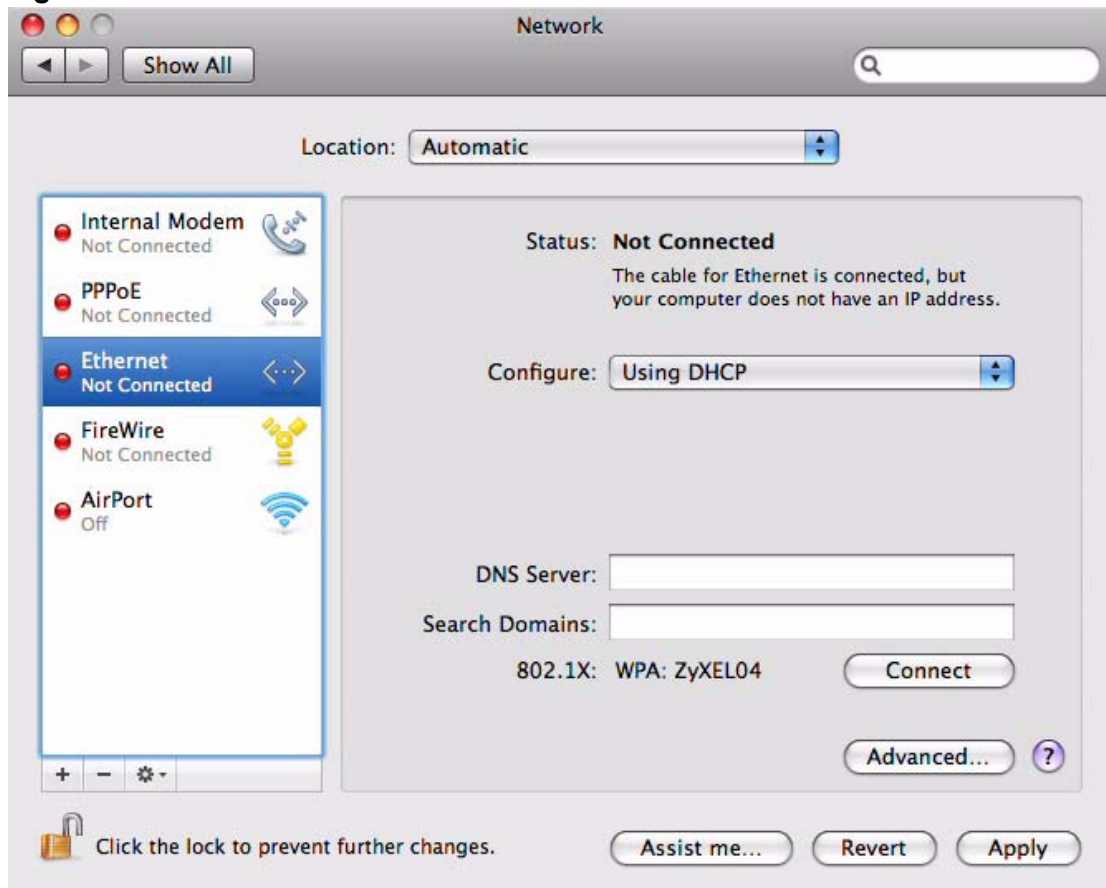 Network
Show All
Location: Automatic
Internal Modem
Not Connected
PPPoE
Not Connected
Ethernet
Not Connected
FireWire
Not Connected
AirPort
Off
Status: Not Connected
The cable for Ethernet is connected, but
your computer does not have an IP address.
Configure: Using DHCP
DNS Server:
Search Domains:
802.1X: WPA: ZyXEL04 Connect
Advanced... ?
Click the lock to prevent further changes.
Assist me... Revert Apply